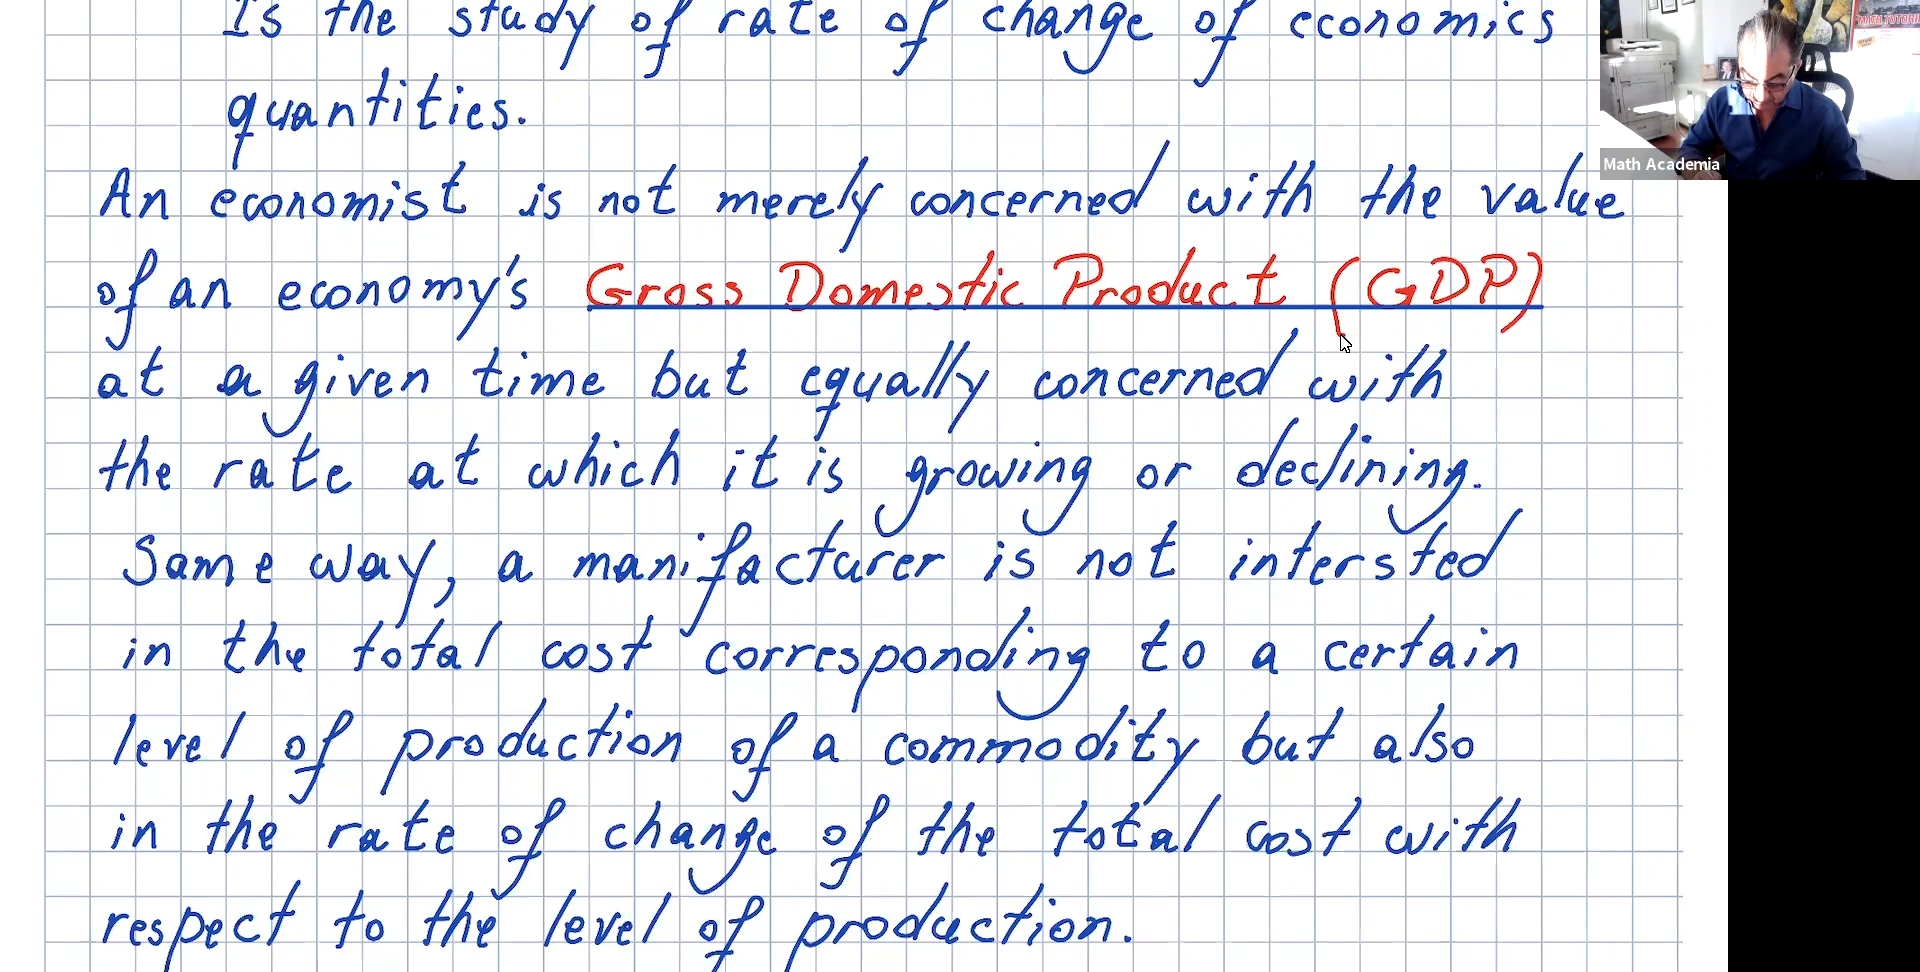 Is the study of rate of change of economics
quantities.
An economist is not merely concerned with the value
of an economy's Gross Domestic Product (GDP)
at a given time but equally concerned with
the rate at which it is growing or declining.
Same way, a manifacturer is not intersted
in the total cost corresponding to a certain
level of production of a commodity but also
in the rate of change of the total cost with
respect to the level of production.
MATH TUTORI
Math Academia